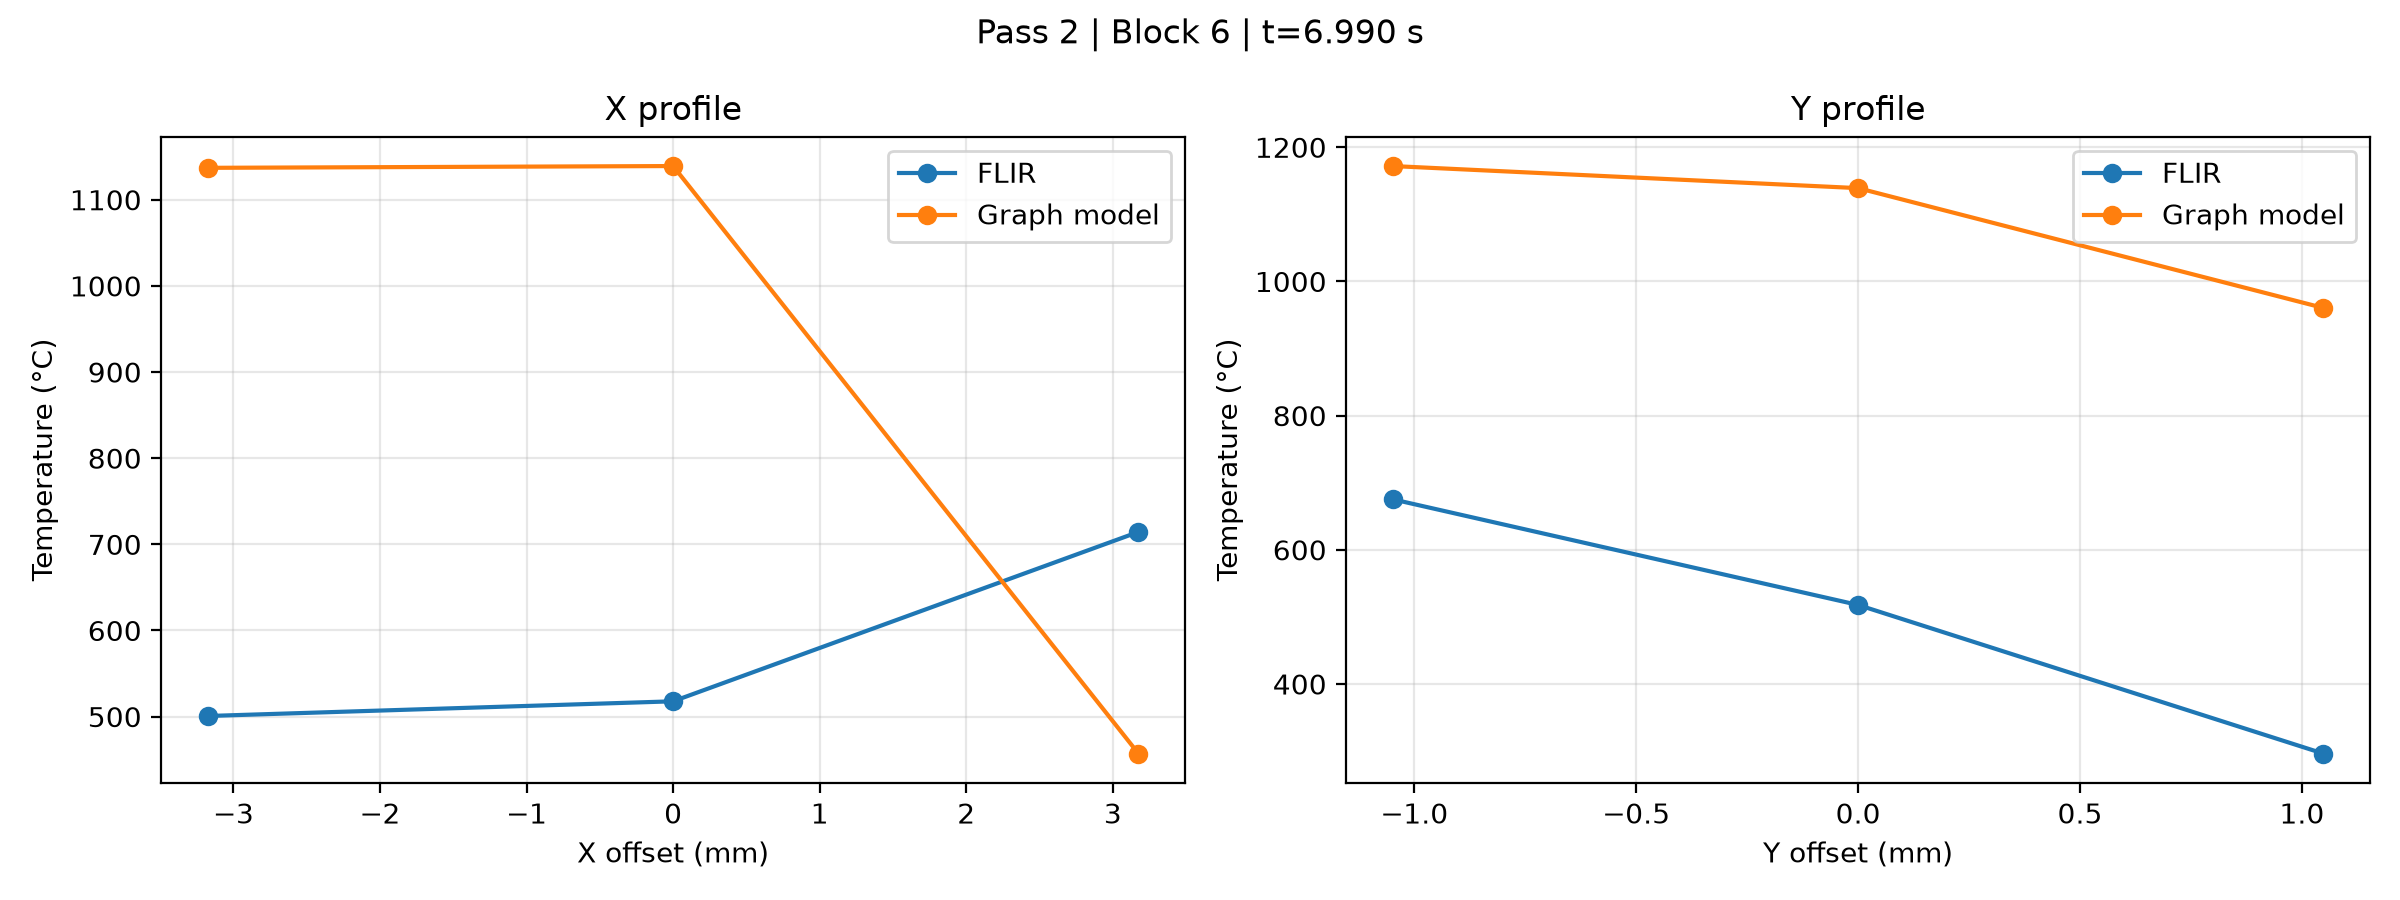 Pass 2 | Block 6 | t=6.990 s
X profile
FLIR
Graph model
1100
1000
900
800
700
600
500
Temperature (°C)
−3 −2 −1 0 1 2 3
X offset (mm)
Y profile
FLIR
Graph model
1200
1000
800
600
400
Temperature (°C)
−1.0 −0.5 0.0 0.5 1.0
Y offset (mm)